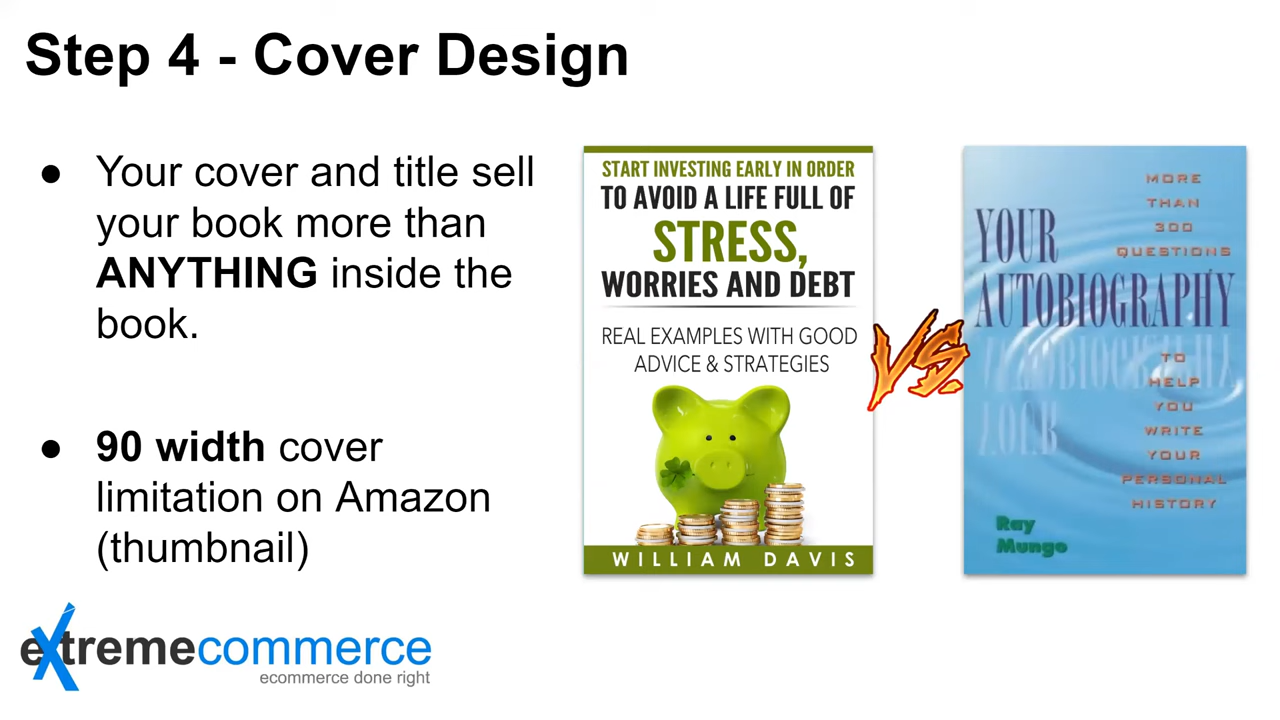 Step 4 - Cover Design
● Your cover and title sell
your book more than
ANYTHING inside the
book.
● 90 width cover
limitation on Amazon
(thumbnail)
START INVESTING EARLY IN ORDER
TO AVOID A LIFE FULL OF
STRESS,
WORRIES AND DEBT
REAL EXAMPLES WITH GOOD
ADVICE & STRATEGIES
WILLIAM DAVIS
VS.
MORE
THAN
300
QUESTIONS
YOUR
AUTOBIOGRAPHY
TO
HELP
YOU
WRITE
YOUR
PERSONAL
HISTORY
Ray
Mungo
extremecommerce
ecommerce done right